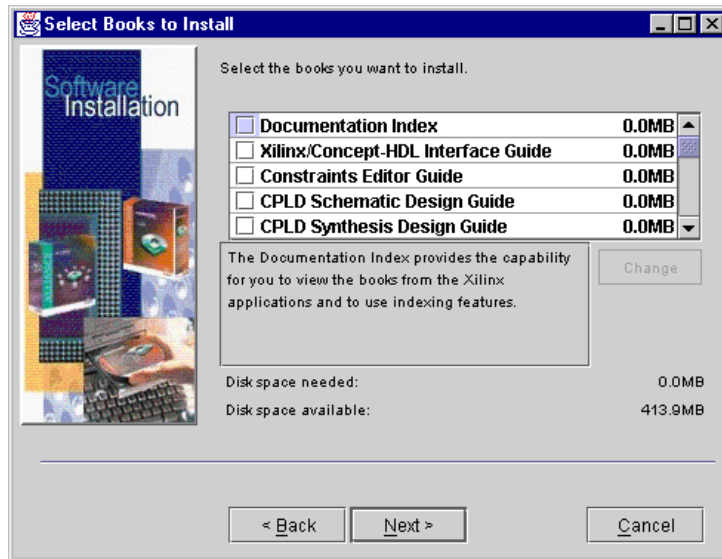 Select Books to Install
Software
Installation
Select the books you want to install.
Documentation Index 0.0MB
Xilinx/Concept-HDL Interface Guide 0.0MB
Constraints Editor Guide 0.0MB
CPLD Schematic Design Guide 0.0MB
CPLD Synthesis Design Guide 0.0MB
The Documentation Index provides the capability
for you to view the books from the Xilinx
applications and to use indexing features.
Change
Disk space needed: 0.0MB
Disk space available: 413.9MB
< Back Next > Cancel